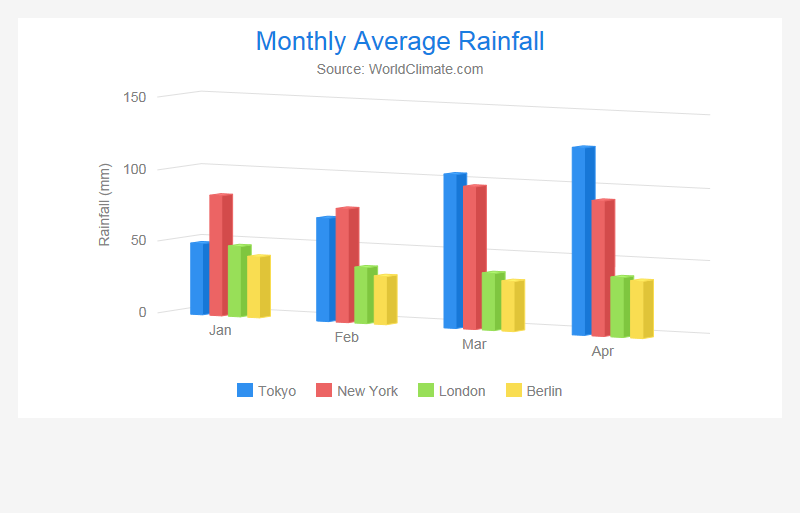 Monthly Average Rainfall
Source: WorldClimate.com
150
100
50
0
Rainfall (mm)
Jan
Feb
Mar
Apr
Tokyo
New York
London
Berlin